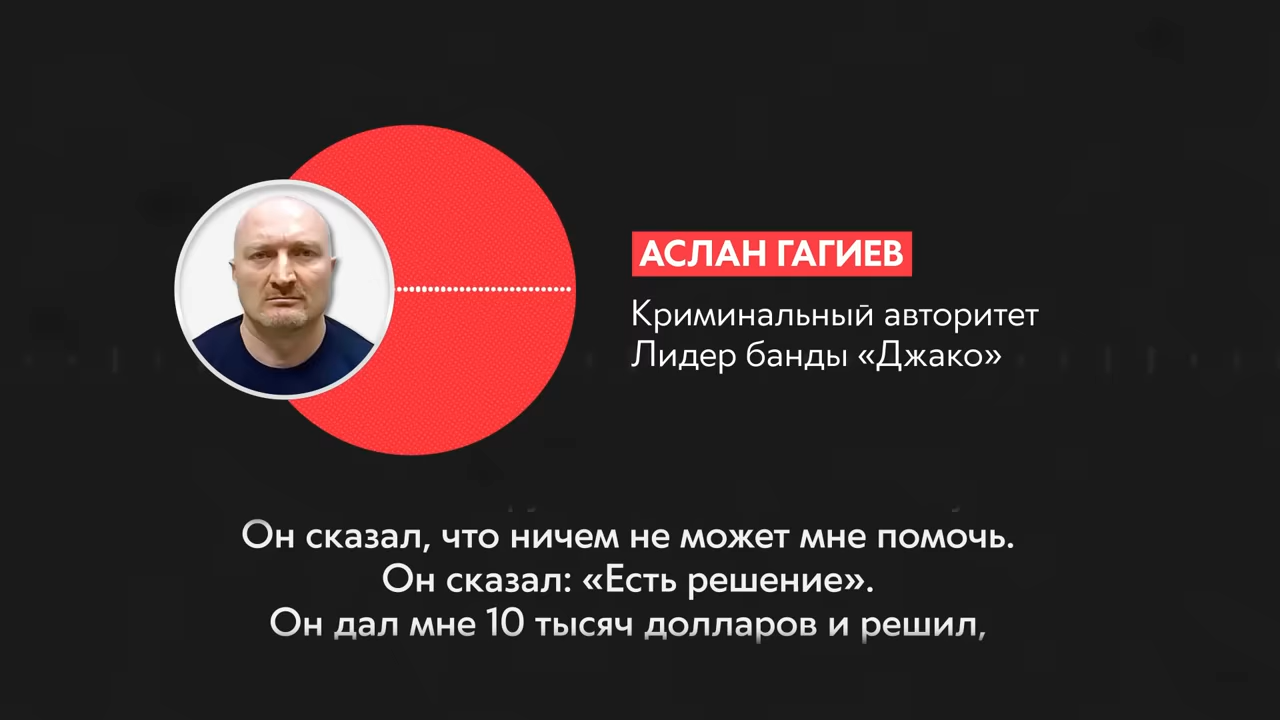 АСЛАН ГАГИЕВ
Криминальный авторитет
Лидер банды «Джако»
Он сказал, что ничем не может мне помочь.
Он сказал: «Есть решение».
Он дал мне 10 тысяч долларов и решил,